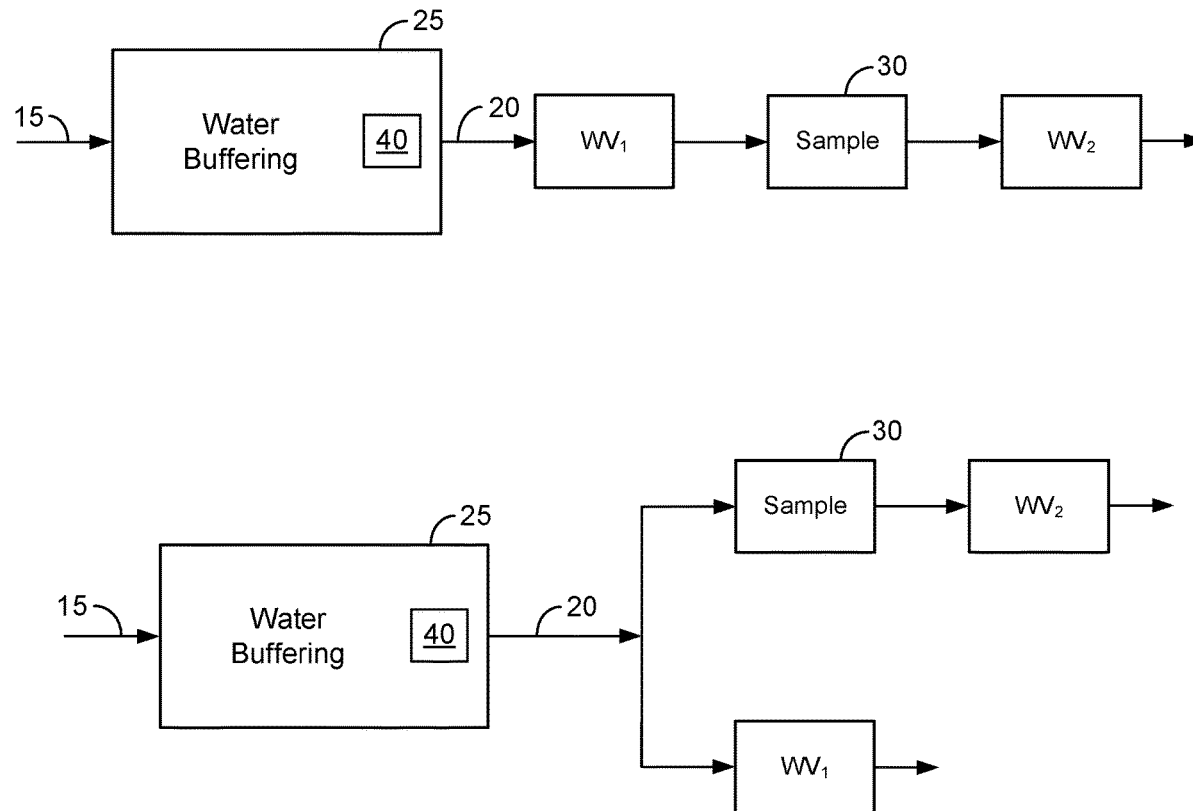 25
15
Water
Buffering
40
20
WV₁
30
Sample
WV₂
30
Sample
WV₂
25
15
Water
Buffering
40
20
WV₁